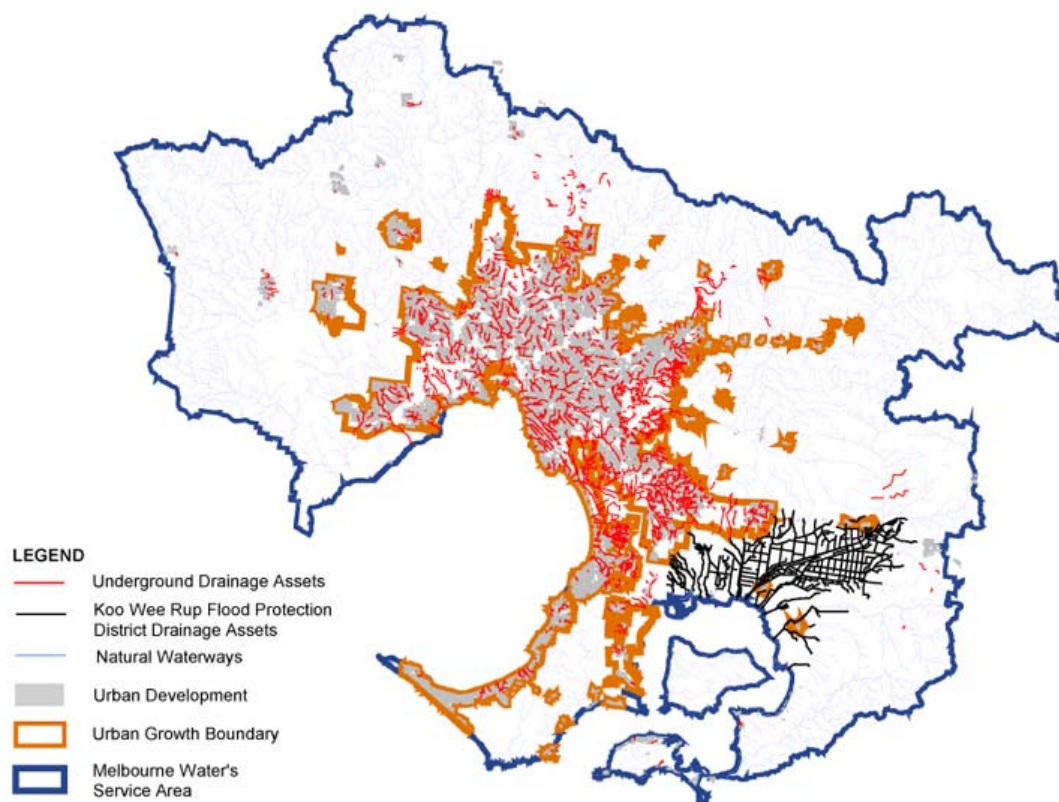 LEGEND
Underground Drainage Assets
Koo Wee Rup Flood Protection
District Drainage Assets
Natural Waterways
Urban Development
Urban Growth Boundary
Melbourne Water's
Service Area